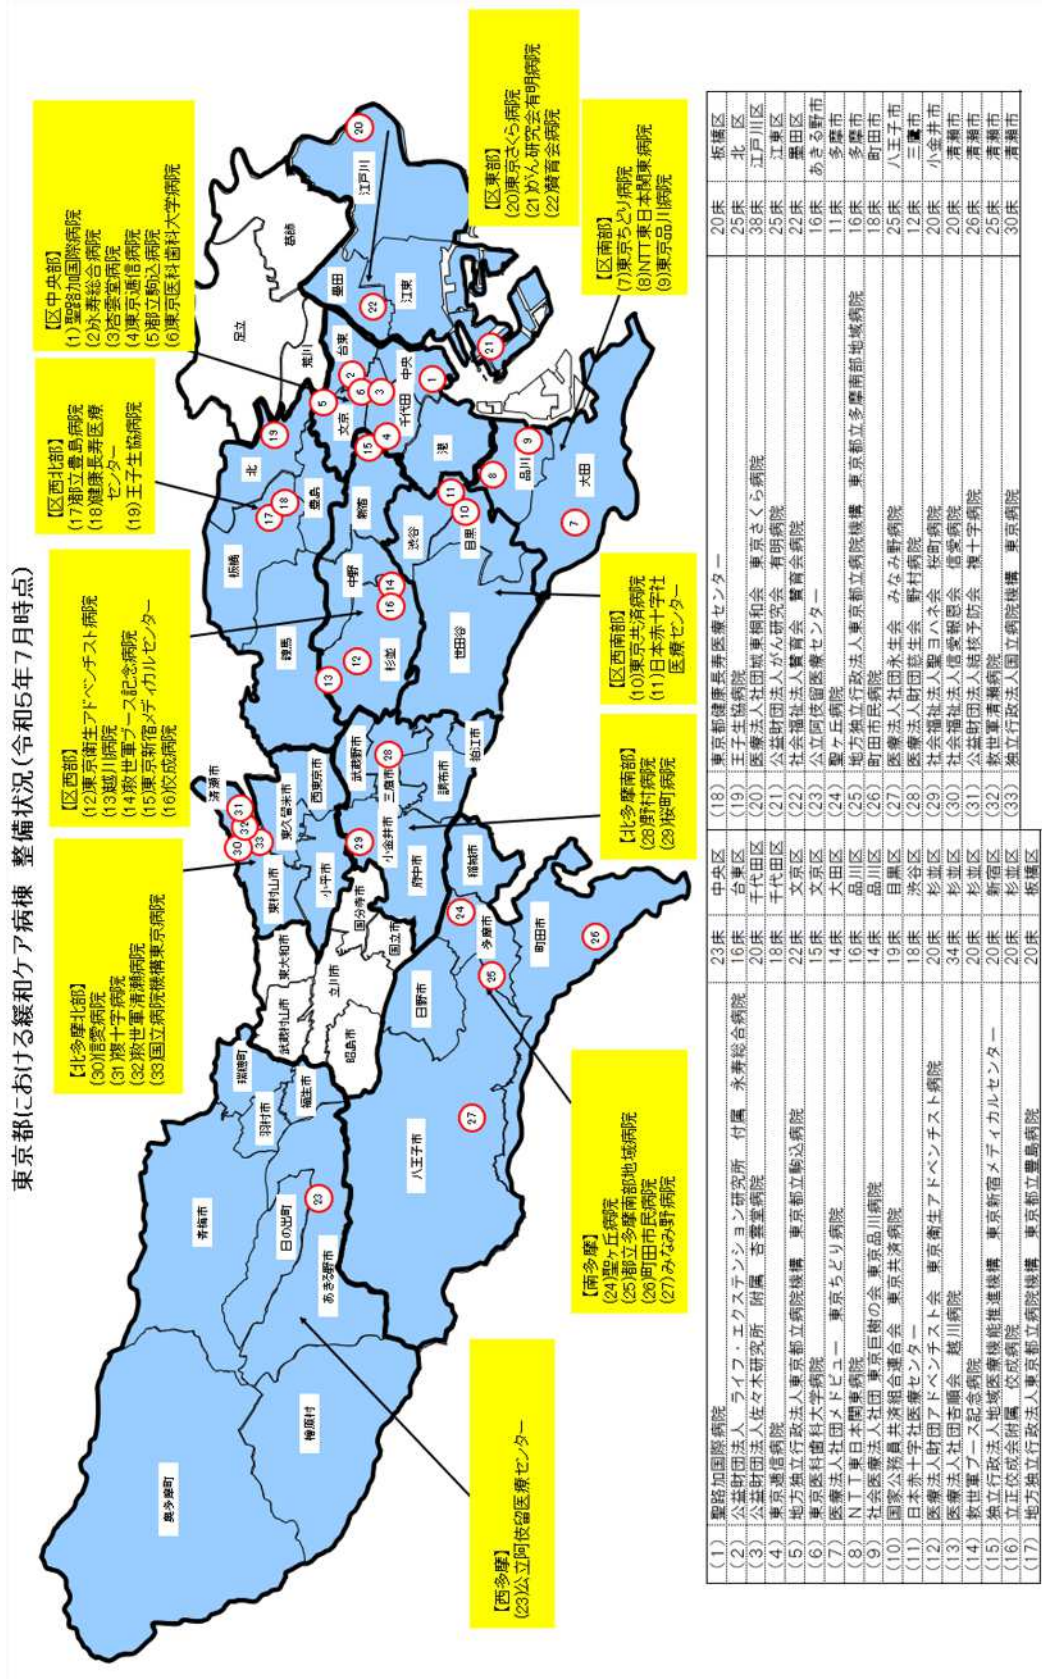 東京都における緩和ケア病棟　整備状況(令和5年7月時点)
【北多摩北部】
(30)信愛病院
(31)複十字病院
(32)救世軍清瀬病院
(33)国立病院機構東京病院
【区西部】
(12)東京衛生アドベンチスト病院
(13)越川病院
(14)救世軍ブース記念病院
(15)東京新宿メディカルセンター
(16)佼成病院
【区西北部】
(17)都立豊島病院
(18)健康長寿医療
センター
(19)王子生協病院
【区中央部】
(1)聖路加国際病院
(2)永寿総合病院
(3)杏雲堂病院
(4)東京逓信病院
(5)都立駒込病院
(6)東京医科歯科大学病院
奥多摩町
檜原村
青梅市
日の出町
あきる野市
羽村市
瑞穂町
福生市
武蔵村山市
東大和市
昭島市
立川市
国分寺市
国立市
八王子市
日野市
多摩市
稲城市
町田市
東村山市
清瀬市
東久留米市
小平市
西東京市
小金井市
武蔵野市
三鷹市
府中市
調布市
狛江市
練馬
板橋
北
豊島
杉並
中野
新宿
世田谷
渋谷
目黒
品川
大田
港
千代田
中央
文京
台東
荒川
足立
葛飾
墨田
江東
江戸川
1
2
3
4
5
6
7
8
9
10
11
12
13
14
15
16
17
18
19
20
21
22
23
24
25
26
27
28
29
30
31
32
33
【西多摩】
(23)公立阿伎留医療センター
【南多摩】
(24)聖ヶ丘病院
(25)都立多摩南部地域病院
(26)町田市民病院
(27)みなみ野病院
【北多摩南部】
(28)野村病院
(29)桜町病院
【区西南部】
(10)東京共済病院
(11)日本赤十字社
医療センター
【区南部】
(7)東京ちどり病院
(8)NTT東日本関東病院
(9)東京品川病院
【区東部】
(20)東京さくら病院
(21)がん研究会有明病院
(22)賛育会病院
(1) 聖路加国際病院 23床 中央区
(2) 公益財団法人　ライフ・エクステンション研究所　付属　永寿総合病院 16床 台東区
(3) 公益財団法人佐々木研究所　附属　杏雲堂病院 20床 千代田区
(4) 東京逓信病院 18床 千代田区
(5) 地方独立行政法人東京都立病院機構　東京都立駒込病院 22床 文京区
(6) 東京医科歯科大学病院 15床 文京区
(7) 医療法人社団メドビュー　東京ちどり病院 14床 大田区
(8) NTT東日本関東病院 16床 品川区
(9) 社会医療法人社団 東京巨樹の会 東京品川病院 14床 品川区
(10) 国家公務員共済組合連合会　東京共済病院 19床 目黒区
(11) 日本赤十字社医療センター 18床 渋谷区
(12) 医療法人財団アドベンチスト会　東京衛生アドベンチスト病院 20床 杉並区
(13) 医療法人社団杏順会　越川病院 34床 杉並区
(14) 救世軍ブース記念病院 20床 杉並区
(15) 独立行政法人地域医療機能推進機構　東京新宿メディカルセンター 20床 新宿区
(16) 立正佼成会附属　佼成病院 20床 杉並区
(17) 地方独立行政法人東京都立病院機構　東京都立豊島病院 20床 板橋区
(18) 東京都健康長寿医療センター 20床 板橋区
(19) 王子生協病院 25床 北　区
(20) 医療法人社団城東桐和会　東京さくら病院 38床 江戸川区
(21) 公益財団法人がん研究会　有明病院 25床 江東区
(22) 社会福祉法人賛育会　賛育会病院 22床 墨田区
(23) 公立阿伎留医療センター 16床 あきる野市
(24) 聖ヶ丘病院 11床 多摩市
(25) 地方独立行政法人東京都立病院機構　東京都立多摩南部地域病院 16床 多摩市
(26) 町田市民病院 18床 町田市
(27) 医療法人社団永生会　みなみ野病院 25床 八王子市
(28) 医療法人財団慈生会　野村病院 12床 三鷹市
(29) 社会福祉法人聖ヨハネ会　桜町病院 20床 小金井市
(30) 社会福祉法人信愛報恩会　信愛病院 20床 清瀬市
(31) 公益財団法人結核予防会　複十字病院 26床 清瀬市
(32) 救世軍清瀬病院 25床 清瀬市
(33) 独立行政法人国立病院機構　東京病院 30床 清瀬市